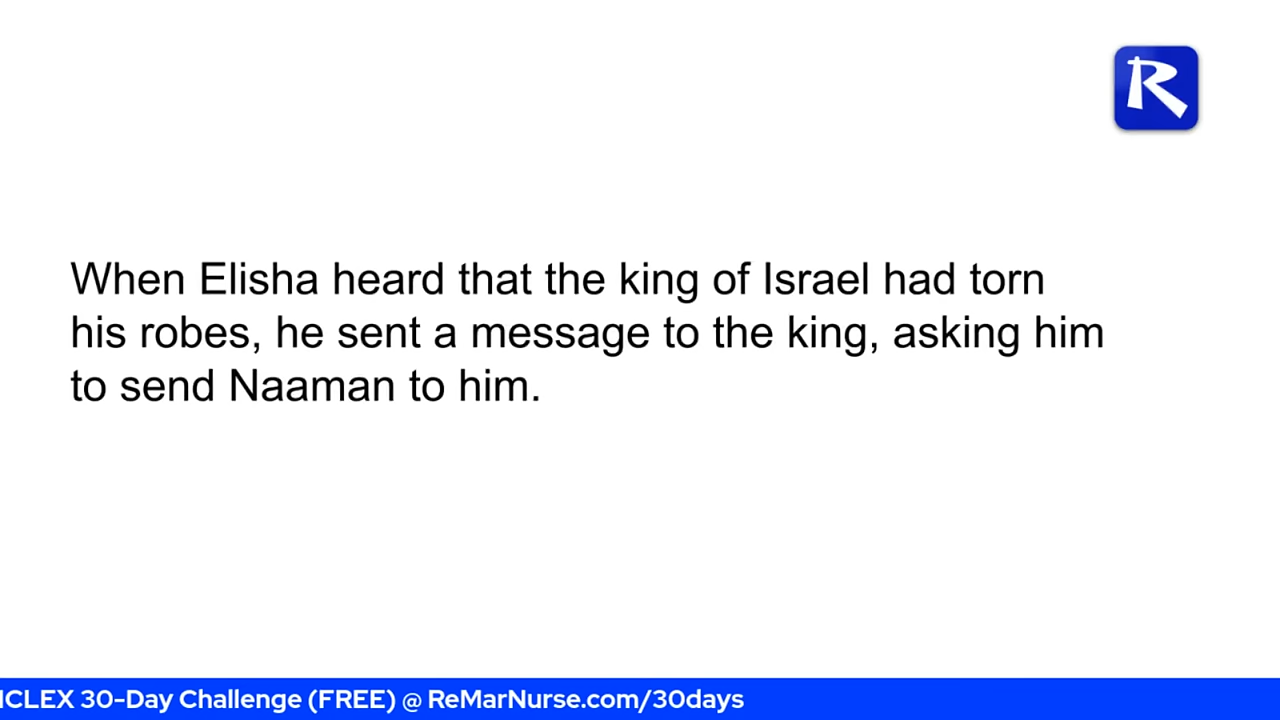 R
When Elisha heard that the king of Israel had torn
his robes, he sent a message to the king, asking him
to send Naaman to him.
30-Day Challenge (FREE) @ ReMarNurse.com/30days